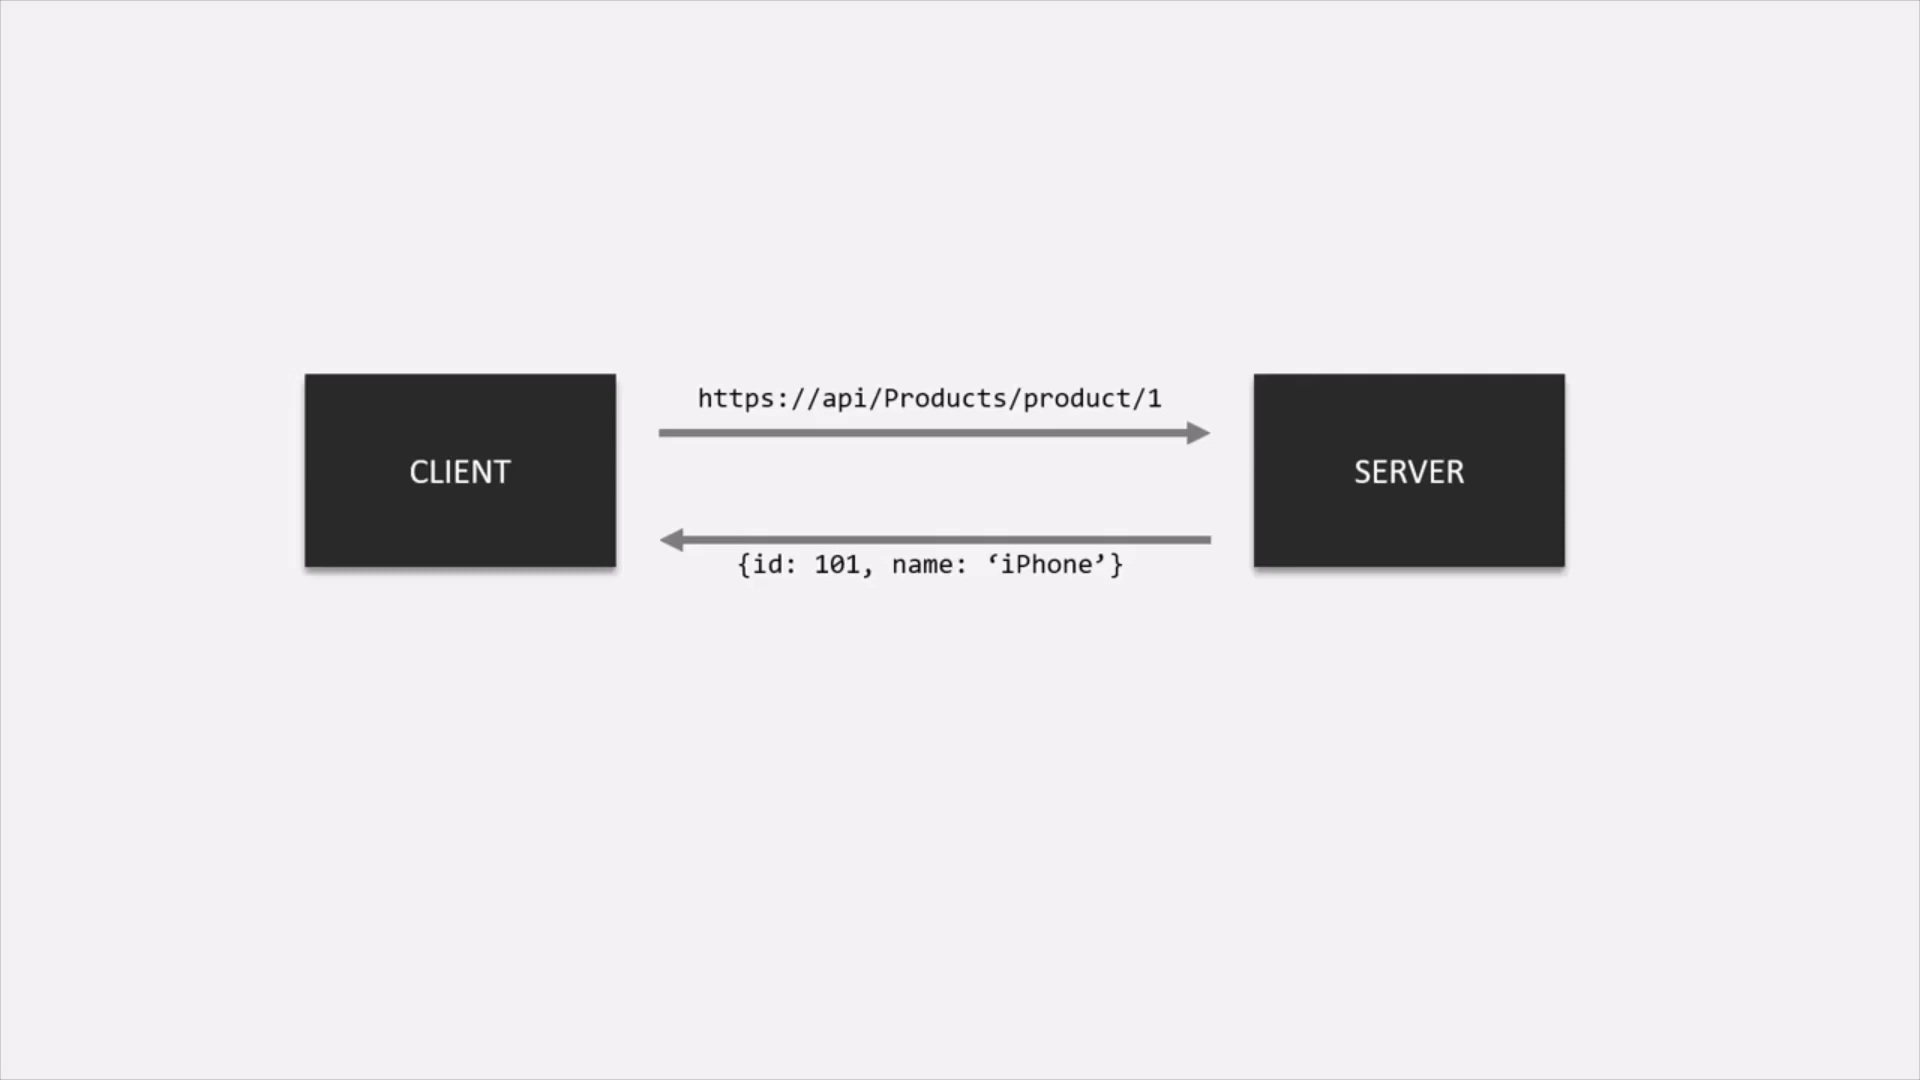 https://api/Products/product/1
CLIENT
SERVER
{id: 101, name: ‘iPhone’}